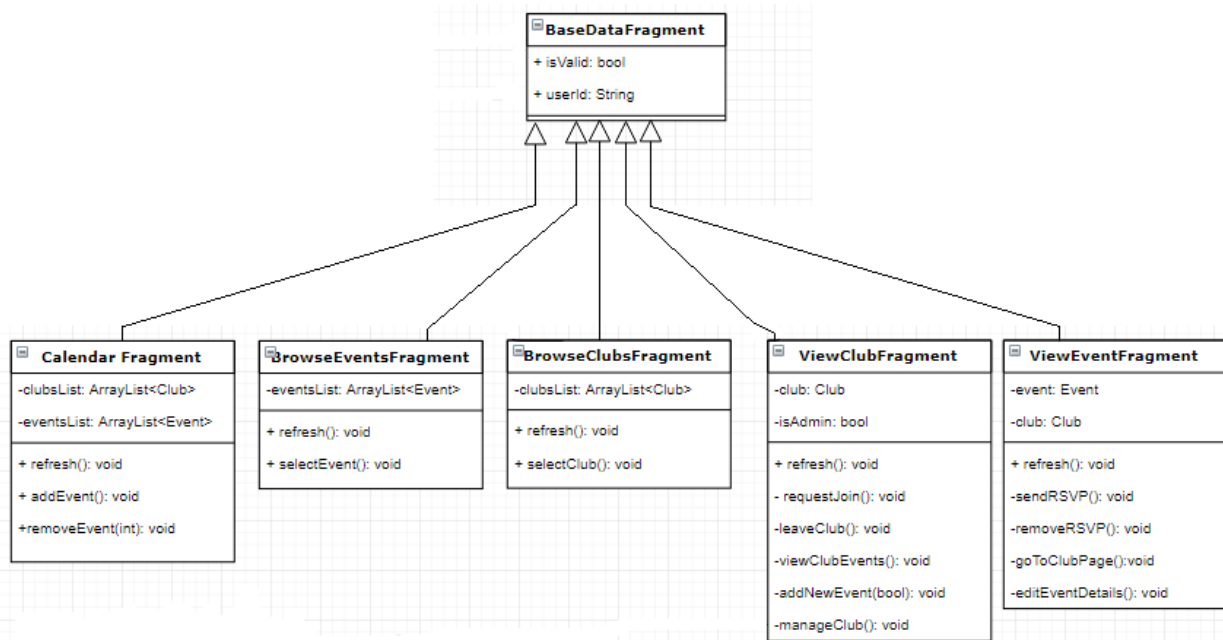 BaseDataFragment
+ isValid: bool
+ userId: String
Calendar Fragment
-clubsList: ArrayList<Club>
-eventsList: ArrayList<Event>
+ refresh(): void
+ addEvent(): void
+removeEvent(int): void
BrowseEventsFragment
-eventsList: ArrayList<Event>
+ refresh(): void
+ selectEvent(): void
BrowseClubsFragment
-clubsList: ArrayList<Club>
+ refresh(): void
+ selectClub(): void
ViewClubFragment
-club: Club
-isAdmin: bool
+ refresh(): void
- requestJoin(): void
-leaveClub(): void
-viewClubEvents(): void
-addNewEvent(bool): void
-manageClub(): void
ViewEventFragment
-event: Event
-club: Club
+ refresh(): void
-sendRSVP(): void
-removeRSVP(): void
-goToClubPage():void
-editEventDetails(): void